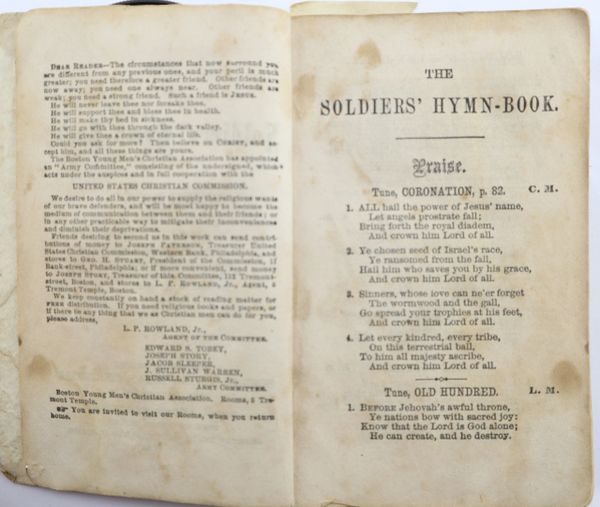 DEAR READER—The circumstances that now surround you
are different from any previous ones, and your peril is much
greater; you need therefore a greater friend. Other friends are
now away; you need one always near. Other friends are
weak; you need a strong friend. Such a friend is JESUS.
He will never leave thee nor forsake thee.
He will support thee and bless thee in health.
He will make thy bed in sickness.
He will go with thee through the dark valley.
He will give thee a crown of eternal life.
Could you ask for more? Then believe on CHRIST, and ac-
cept him, and all these things are yours.
The Boston Young Men's Christian Association has appointed
an "Army Committee," consisting of the undersigned, which
acts under the auspices and in full cooperation with the
UNITED STATES CHRISTIAN COMMISSION.
We desire to do all in our power to supply the religious wants
of our brave defenders, and will be most happy to become the
medium of communication between them and their friends; or
in any other practicable way to mitigate their inconveniences
and diminish their deprivations.
Friends desiring to second us in this work can send contri-
butions of money to JOSEPH PATERSON, Treasurer United
States Christian Commission, Western Bank, Philadelphia, and
stores to GEO. H. STUART, President of the Commission, 13
Bank-street, Philadelphia; or if more convenient, send money
to JOSEPH STORY, Treasurer of this Committee, 112 Tremont-
street, Boston, and stores to L. P. ROWLAND, Jr., Agent, 5
Tremont Temple, Boston.
We keep constantly on hand a stock of reading matter for
FREE distribution. If you need religious books and papers, or
if there is any thing that we as Christian men can do for you,
please address,
L. P. ROWLAND, JR.,
AGENT OF THE COMMITTEE.
EDWARD S. TOBEY,
JOSEPH STORY,
JACOB SLEEPER,
J. SULLIVAN WARREN,
RUSSELL STURGIS, JR.,
ARMY COMMITTEE.
Boston Young Men's Christian Association. Rooms, 5 Tre-
mont Temple.
☞ You are invited to visit our Rooms, when you return
home.
THE
SOLDIERS' HYMN-BOOK.
Praise.
Tune, CORONATION, p. 82. C. M.
1. ALL hail the power of Jesus' name,
Let angels prostrate fall;
Bring forth the royal diadem,
And crown him Lord of all.
2. Ye chosen seed of Israel's race,
Ye ransomed from the fall,
Hail him who saves you by his grace,
And crown him Lord of all.
3. Sinners, whose love can ne'er forget
The wormwood and the gall,
Go spread your trophies at his feet,
And crown him Lord of all.
4. Let every kindred, every tribe,
On this terrestrial ball,
To him all majesty ascribe,
And crown him Lord of all.
Tune, OLD HUNDRED. L. M.
1. BEFORE Jehovah's awful throne,
Ye nations bow with sacred joy:
Know that the Lord is God alone;
He can create, and he destroy.